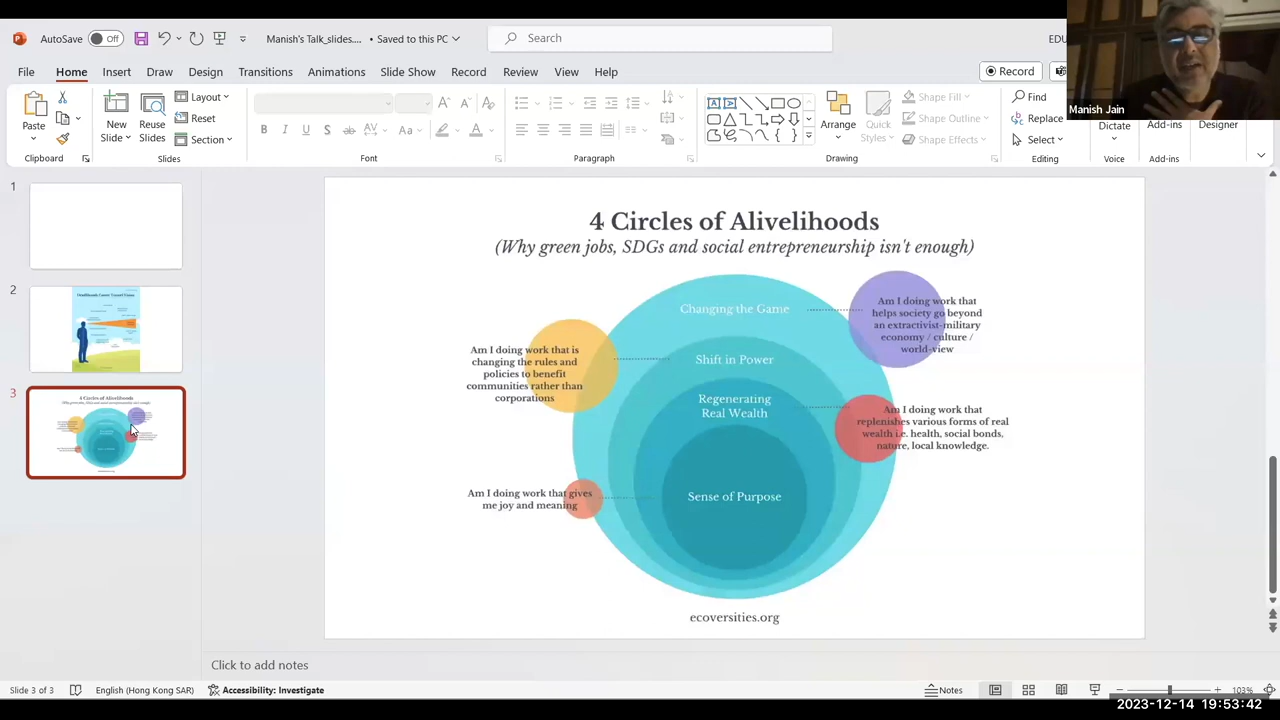 AutoSave
Off
Manish's Talk_slides.... • Saved to this PC
Search
EDU
File
Home
Insert
Draw
Design
Transitions
Animations
Slide Show
Record
Review
View
Help
Record
Manish Jain
Paste
New
Slide
Reuse
Slides
Layout
Reset
Section
Find
Replace
Select
Arrange
Quick
Styles
Shape Fill
Shape Outline
Shape Effects
Dictate
Add-ins
Designer
Clipboard
Slides
Font
Paragraph
Drawing
Editing
Voice
Add-ins
1
2
3
4 Circles of Alivelihoods
(Why green jobs, SDGs and social entrepreneurship isn't enough)
Changing the Game
Am I doing work that
helps society go beyond
an extractivist-military
economy / culture /
world-view
Shift in Power
Am I doing work that is
changing the rules and
policies to benefit
communities rather than
corporations
Regenerating
Real Wealth
Am I doing work that
replenishes various forms of real
wealth i.e. health, social bonds,
nature, local knowledge.
Sense of Purpose
Am I doing work that gives
me joy and meaning
ecoversities.org
Click to add notes
Slide 3 of 3
English (Hong Kong SAR)
Accessibility: Investigate
Notes
103%
2023-12-14 19:53:42